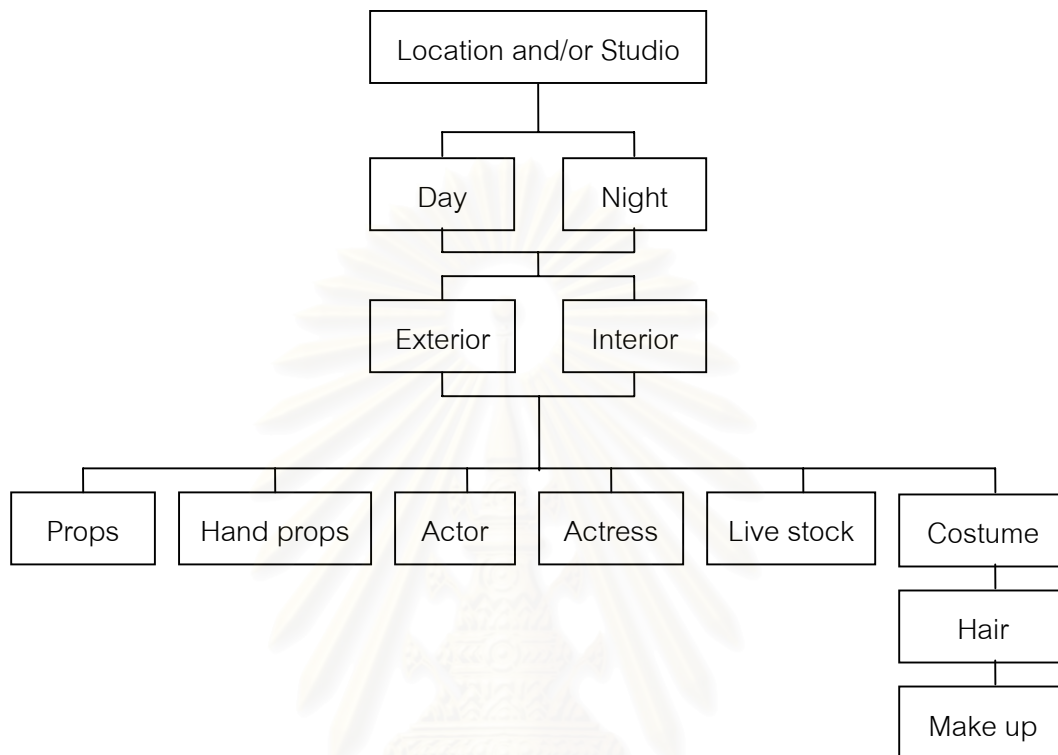 Location and/or Studio
Day
Night
Exterior
Interior
Props
Hand props
Actor
Actress
Live stock
Costume
Hair
Make up